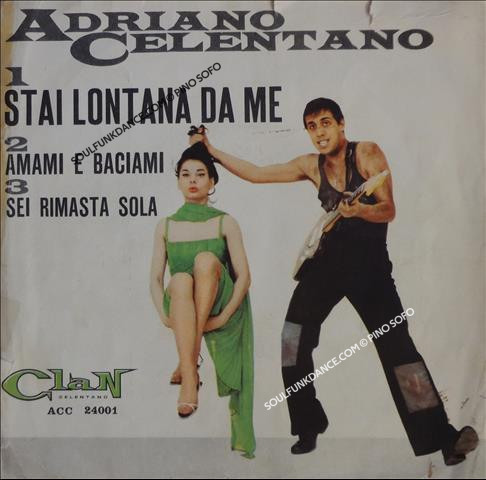 ADRIANO
CELENTANO
1
STAI LONTANA DA ME
2
AMAMI E BACIAMI
3
SEI RIMASTA SOLA
SOULFUNKDANCE.COM © PINO SOFO
SOULFUNKDANCE.COM © PINO SOFO
Clan
CELENTANO
ACC 24001